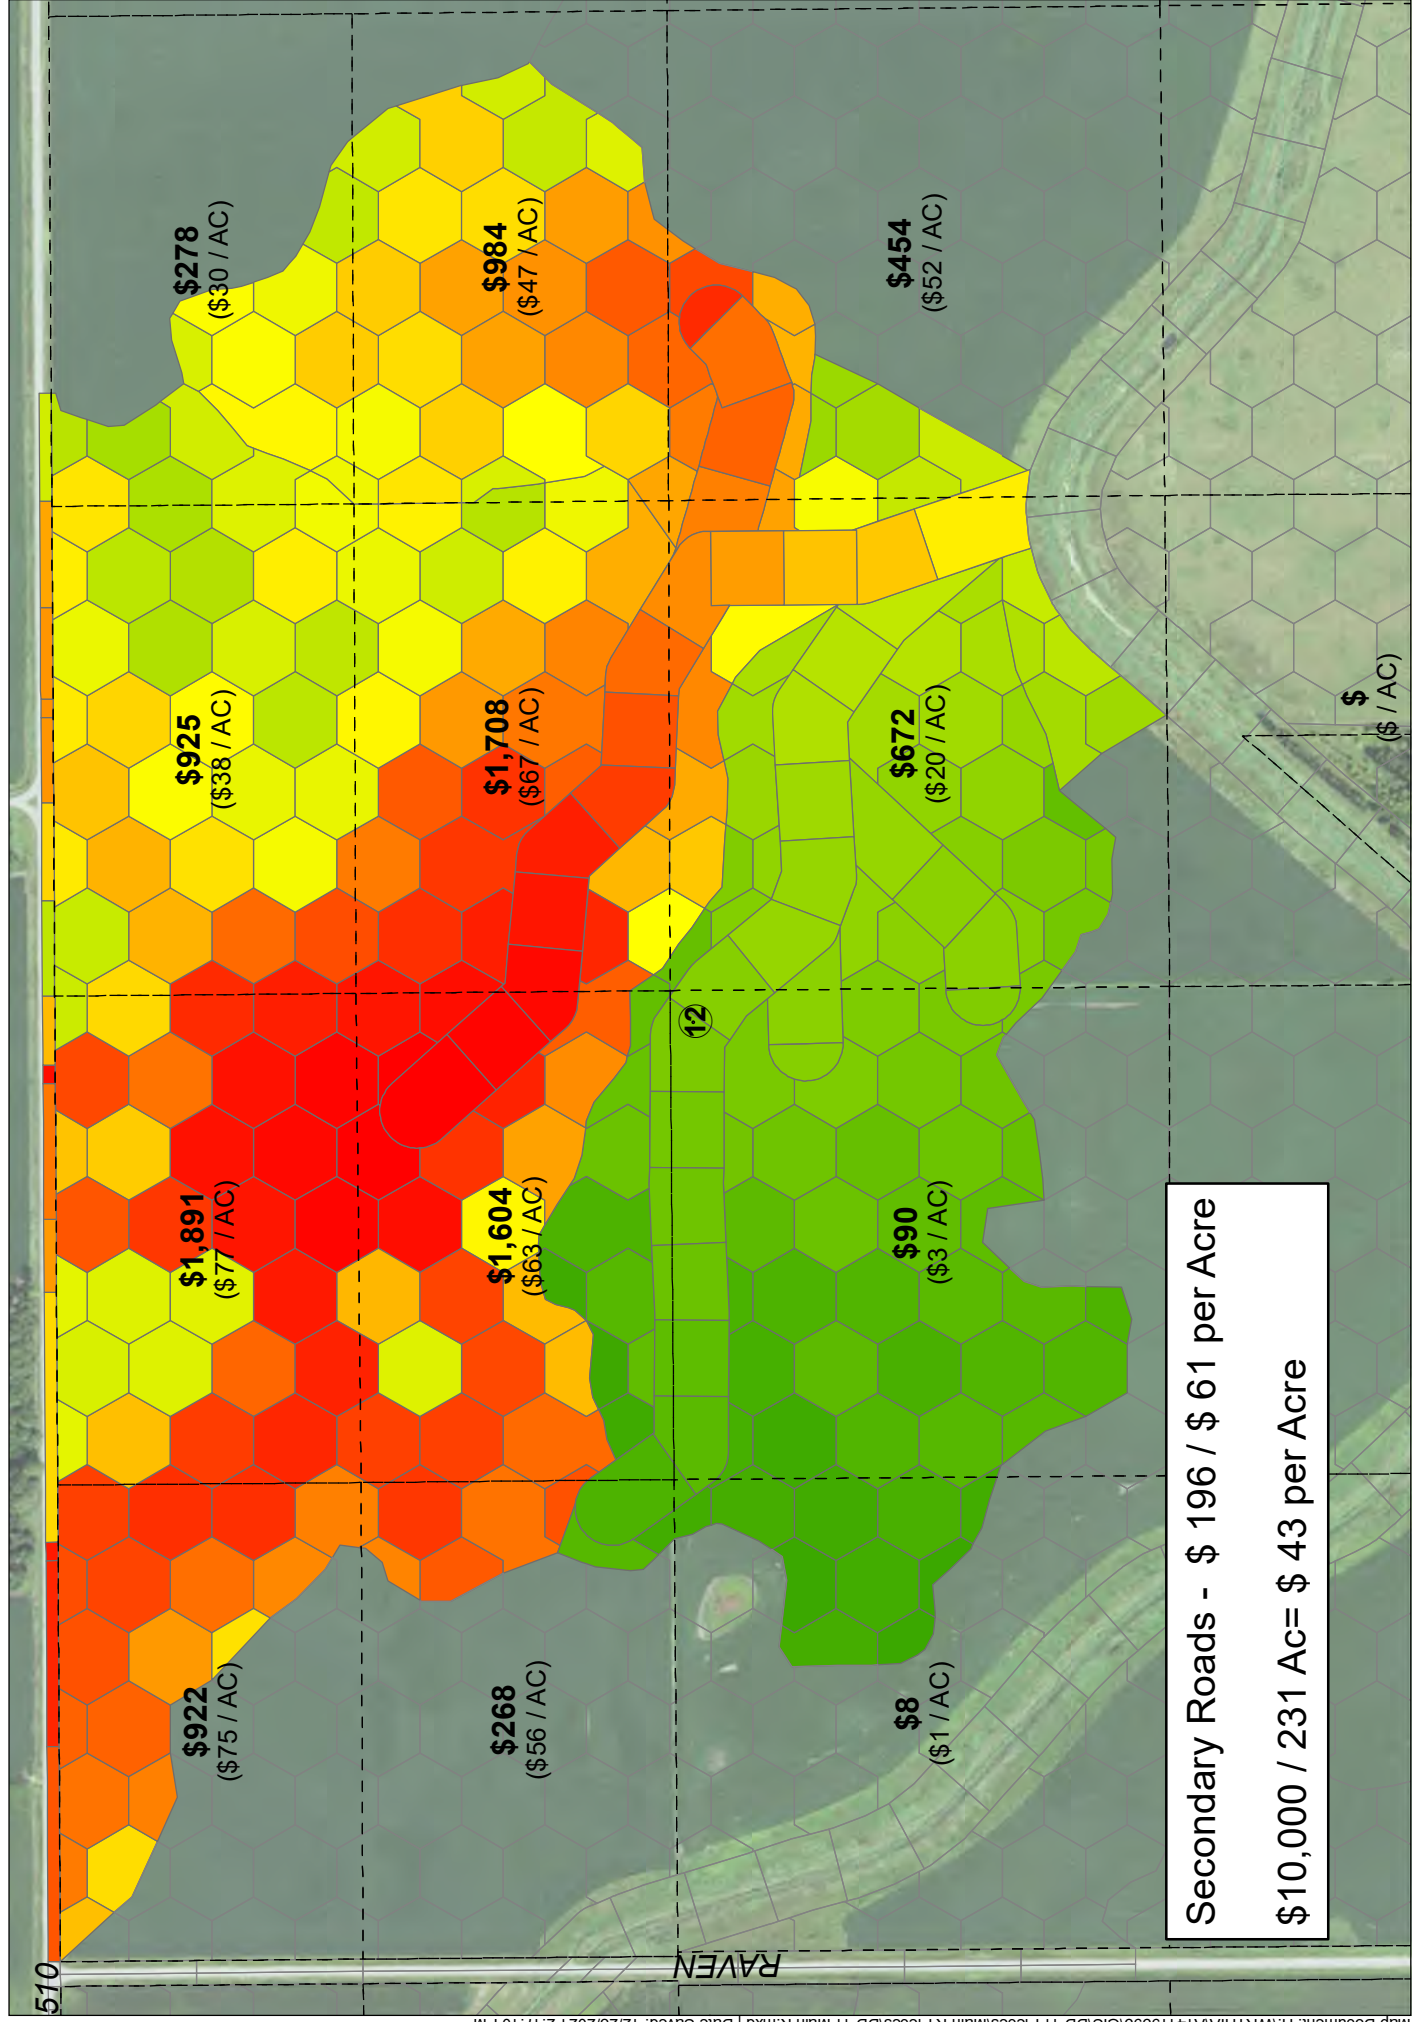 510
RAVEN
$922
($75 / AC)
$1,891
($77 / AC)
$925
($38 / AC)
$278
($30 / AC)
$268
($56 / AC)
$1,604
($63 / AC)
$1,708
($67 / AC)
$984
($47 / AC)
12
$8
($1 / AC)
$90
($3 / AC)
$672
($20 / AC)
$454
($52 / AC)
$
($ / AC)
Secondary Roads - $ 196 / $ 61 per Acre
$10,000 / 231 Ac= $ 43 per Acre